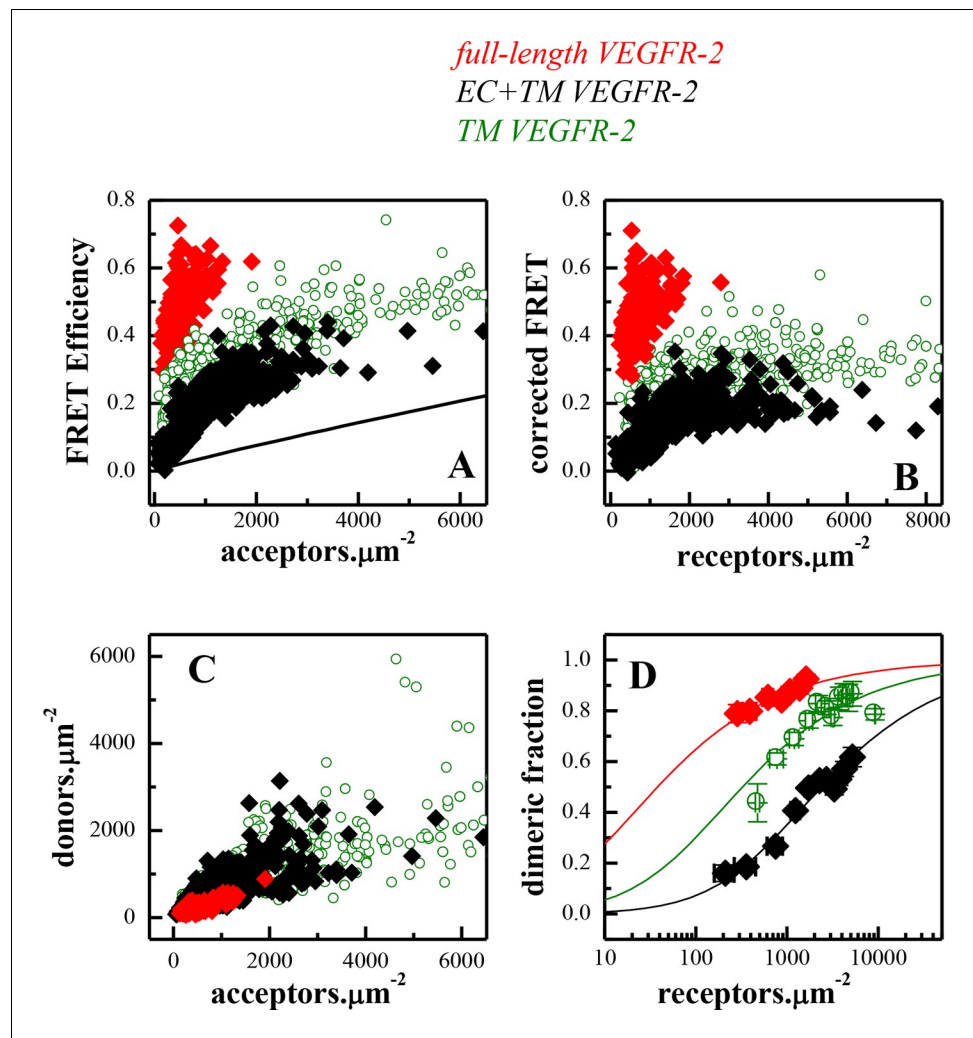 full-length VEGFR-2
EC+TM VEGFR-2
TM VEGFR-2
0.8
0.6
0.4
0.2
0.0
FRET Efficiency
0
2000
4000
6000
acceptors.μm⁻²
A
0.8
0.6
0.4
0.2
0.0
corrected FRET
0
2000
4000
6000
8000
receptors.μm⁻²
B
6000
4000
2000
0
donors.μm⁻²
0
2000
4000
6000
acceptors.μm⁻²
C
1.0
0.8
0.6
0.4
0.2
0.0
dimeric fraction
10
100
1000
10000
receptors.μm⁻²
D